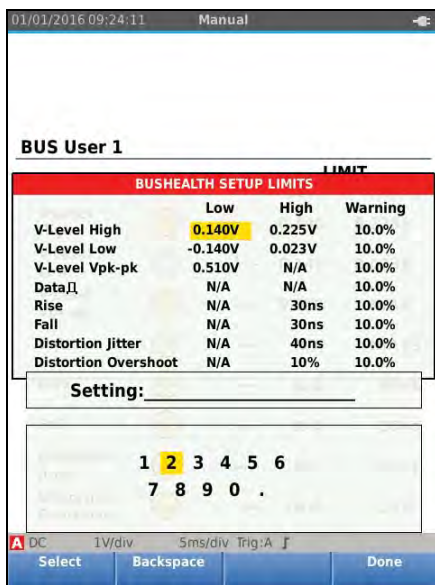 01/01/2016 09:24:11 Manual
BUS User 1
LIMIT
BUSHEALTH SETUP LIMITS
Low High Warning
V-Level High 0.140V 0.225V 10.0%
V-Level Low -0.140V 0.023V 10.0%
V-Level Vpk-pk 0.510V N/A 10.0%
Data N/A N/A 10.0%
Rise N/A 30ns 10.0%
Fall N/A 30ns 10.0%
Distortion Jitter N/A 40ns 10.0%
Distortion Overshoot N/A 10% 10.0%
Setting:
1 2 3 4 5 6
7 8 9 0 .
A DC 1V/div 5ms/div Trig:A
Select Backspace Done